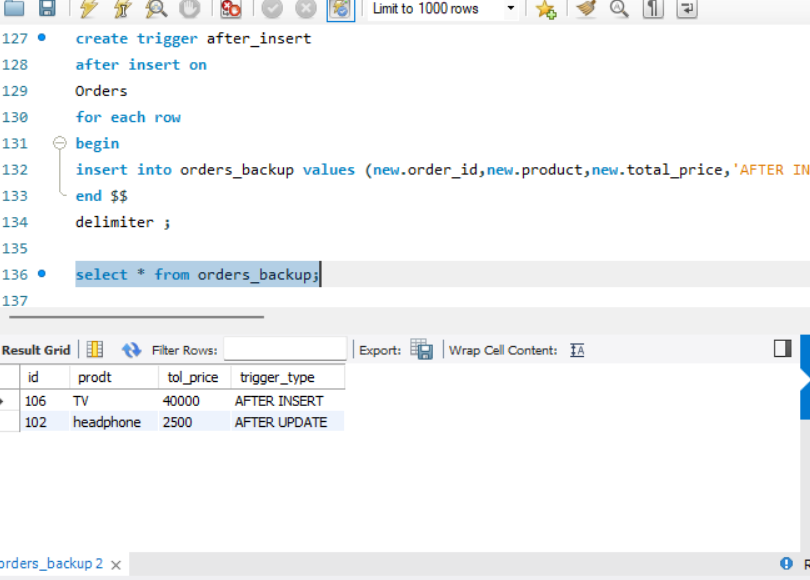 Limit to 1000 rows
127 create trigger after_insert
128 after insert on
129 Orders
130 for each row
131 begin
132 insert into orders_backup values (new.order_id,new.product,new.total_price,'AFTER IN
133 end $$
134 delimiter ;
135
136 select * from orders_backup;
137
Result Grid Filter Rows: Export: Wrap Cell Content:
id prodt tol_price trigger_type
106 TV 40000 AFTER INSERT
102 headphone 2500 AFTER UPDATE
orders_backup 2